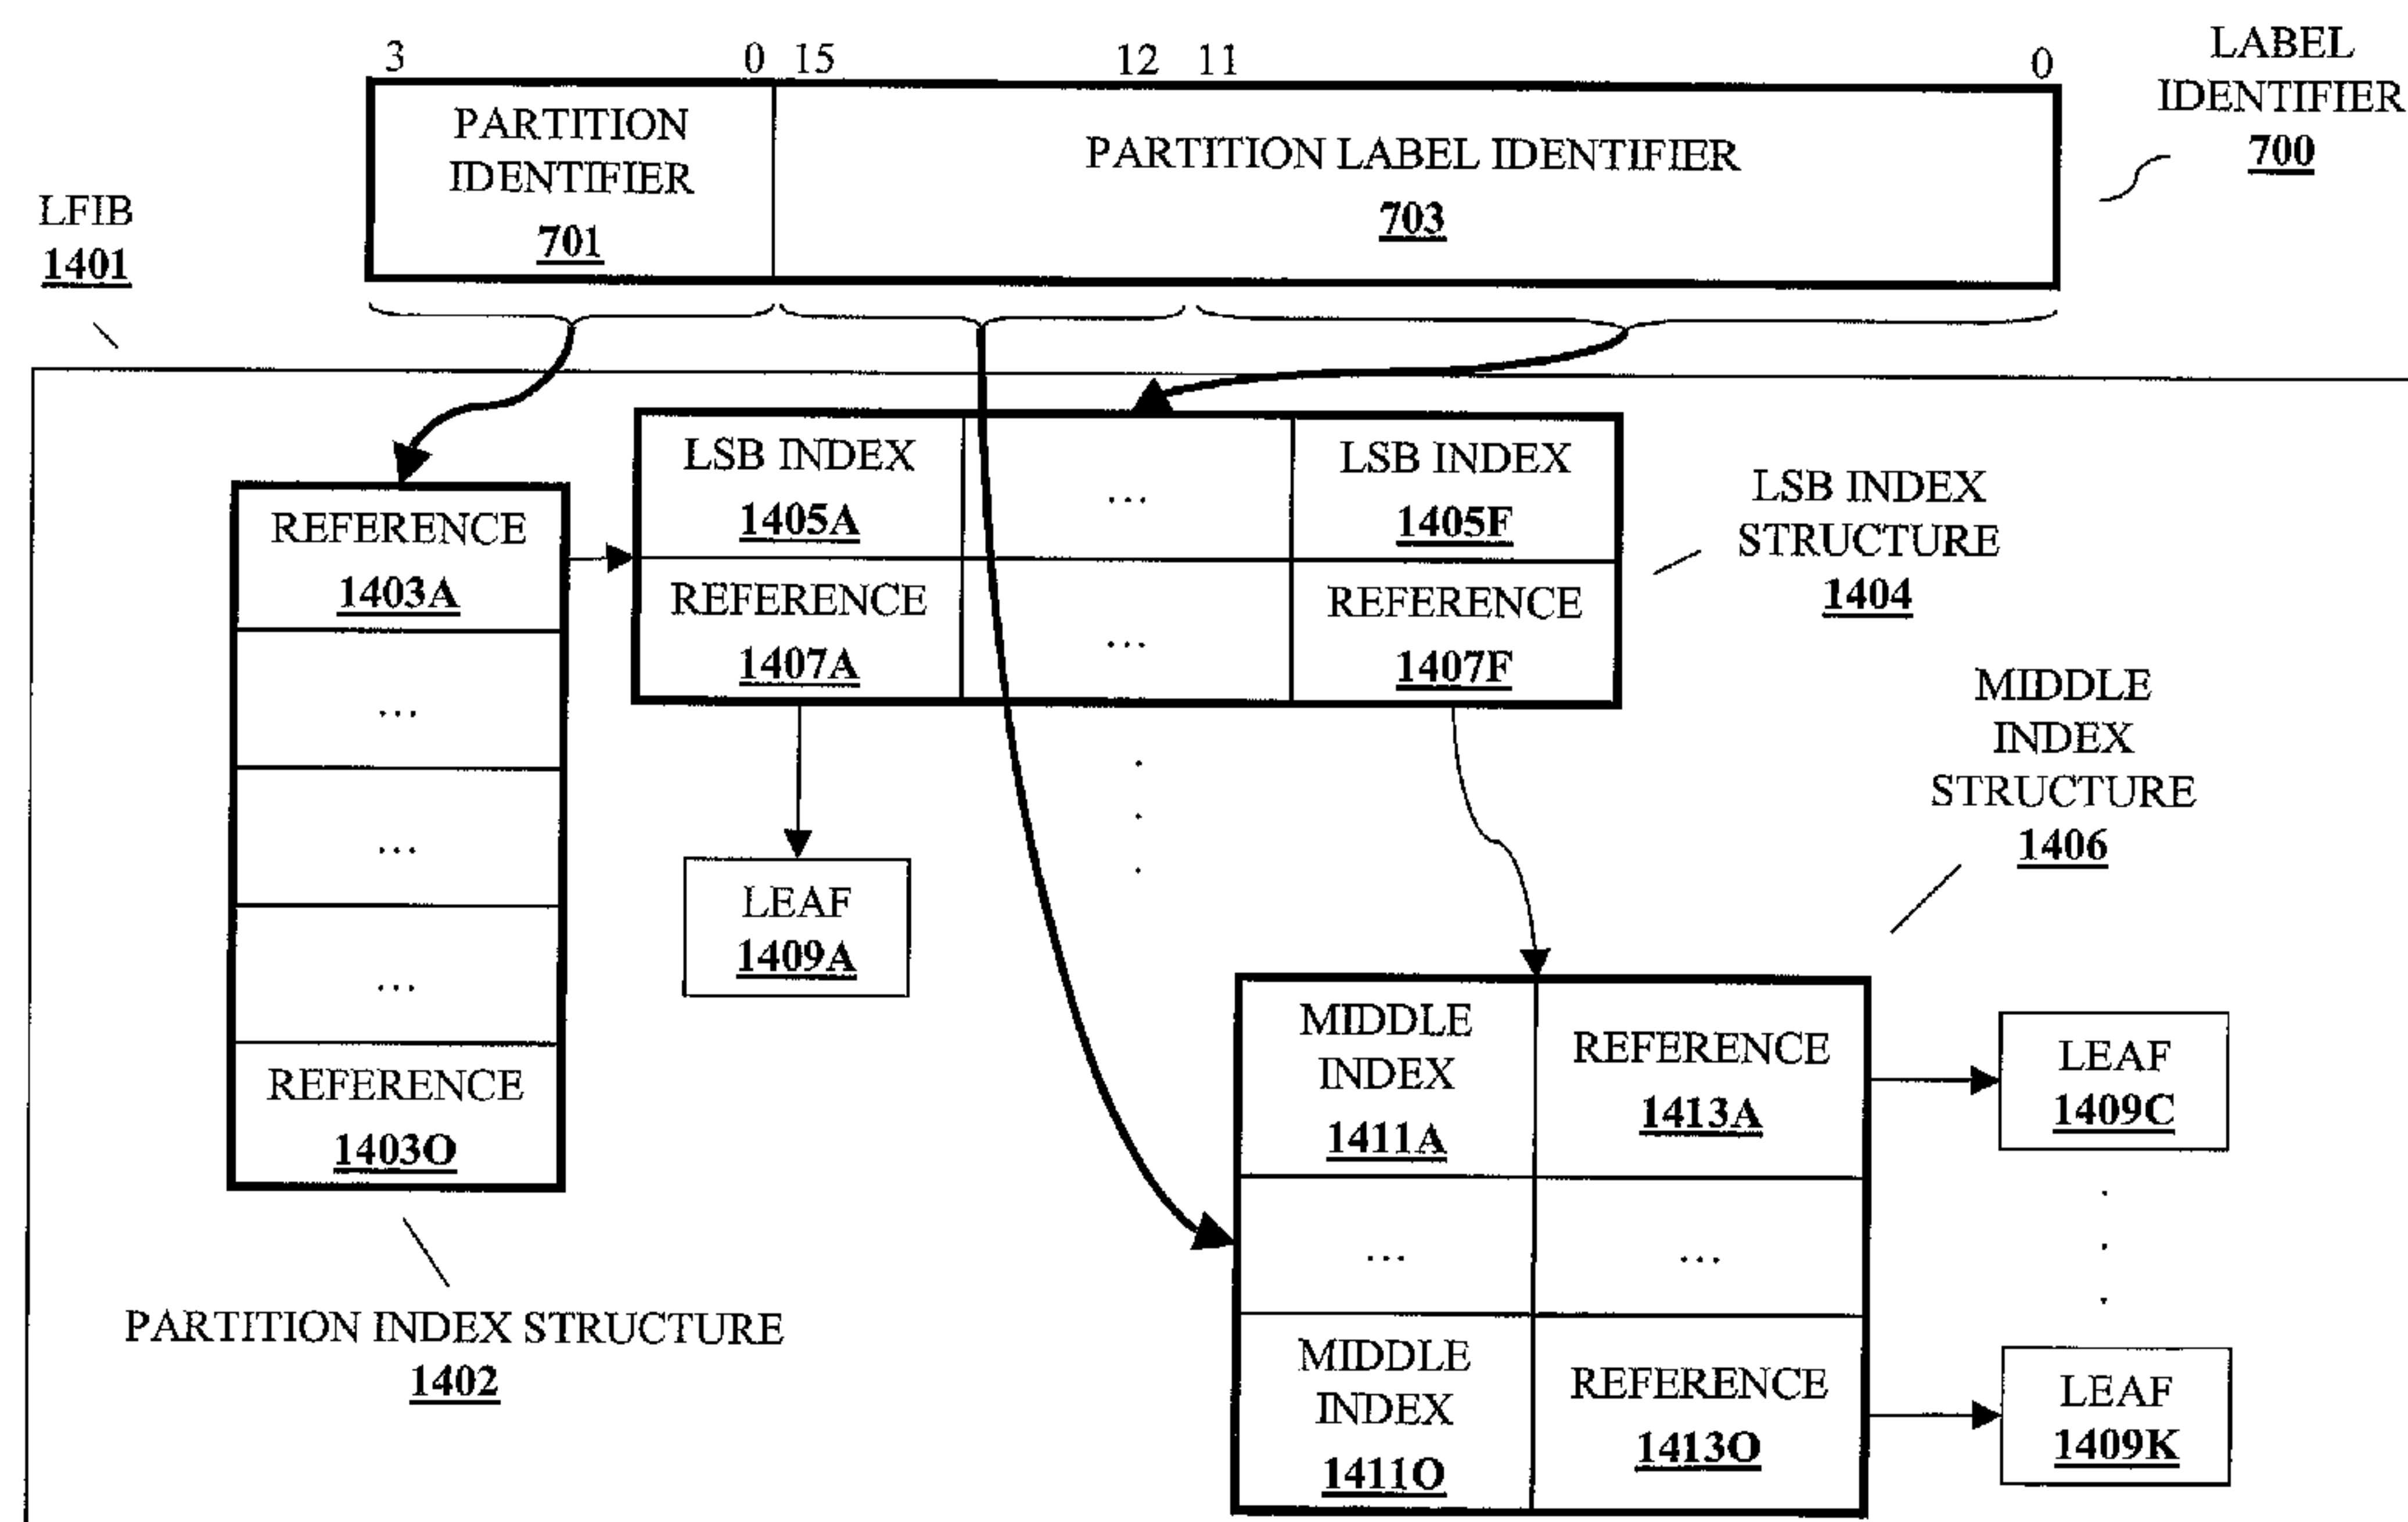 3 0 15 12 11 0
LABEL
IDENTIFIER
700
PARTITION
IDENTIFIER
701
PARTITION LABEL IDENTIFIER
703
LFIB
1401
LSB INDEX
1405A
...
LSB INDEX
1405F
REFERENCE
1407A
...
REFERENCE
1407F
LSB INDEX
STRUCTURE
1404
REFERENCE
1403A
...
...
...
REFERENCE
1403O
PARTITION INDEX STRUCTURE
1402
LEAF
1409A
MIDDLE
INDEX
STRUCTURE
1406
MIDDLE
INDEX
1411A
REFERENCE
1413A
... ...
MIDDLE
INDEX
1411O
REFERENCE
1413O
LEAF
1409C
LEAF
1409K